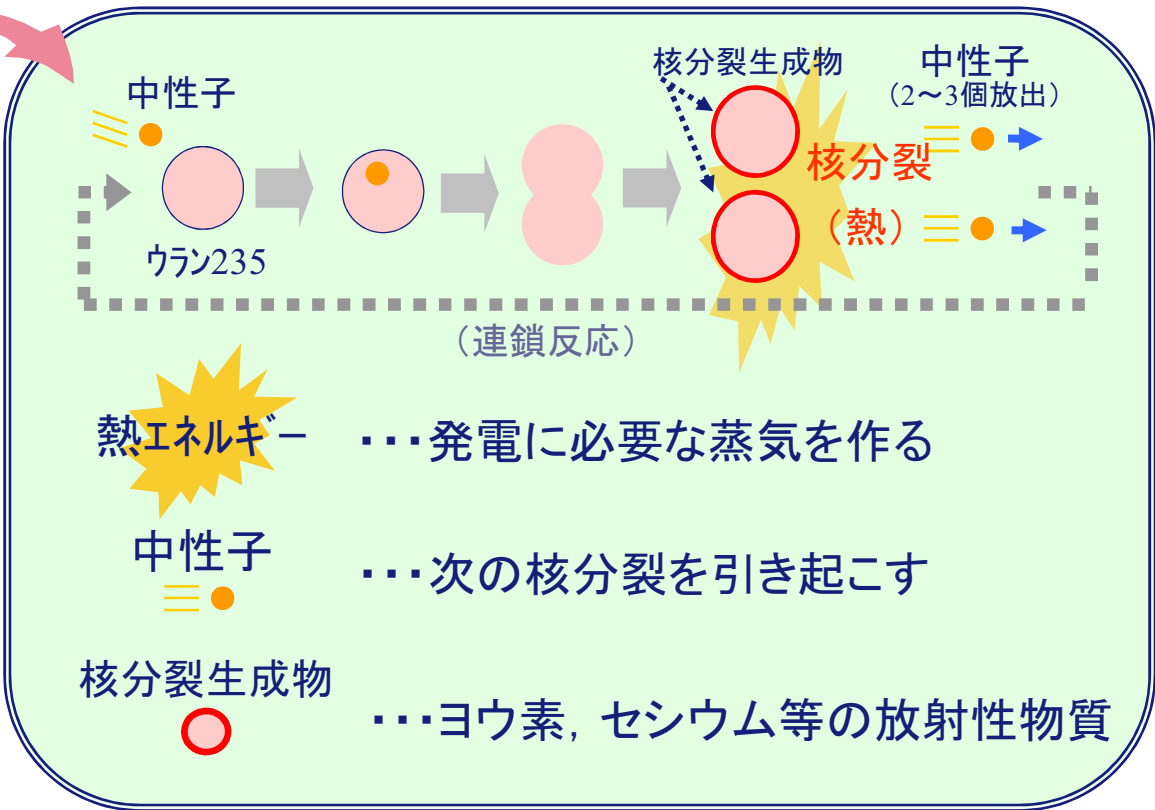 中性子
核分裂生成物
中性子
（2～3個放出）
核分裂
（熱）
ウラン235
（連鎖反応）
熱エネルギー ・・・発電に必要な蒸気を作る
中性子 ・・・次の核分裂を引き起こす
核分裂生成物 ・・・ヨウ素，セシウム等の放射性物質